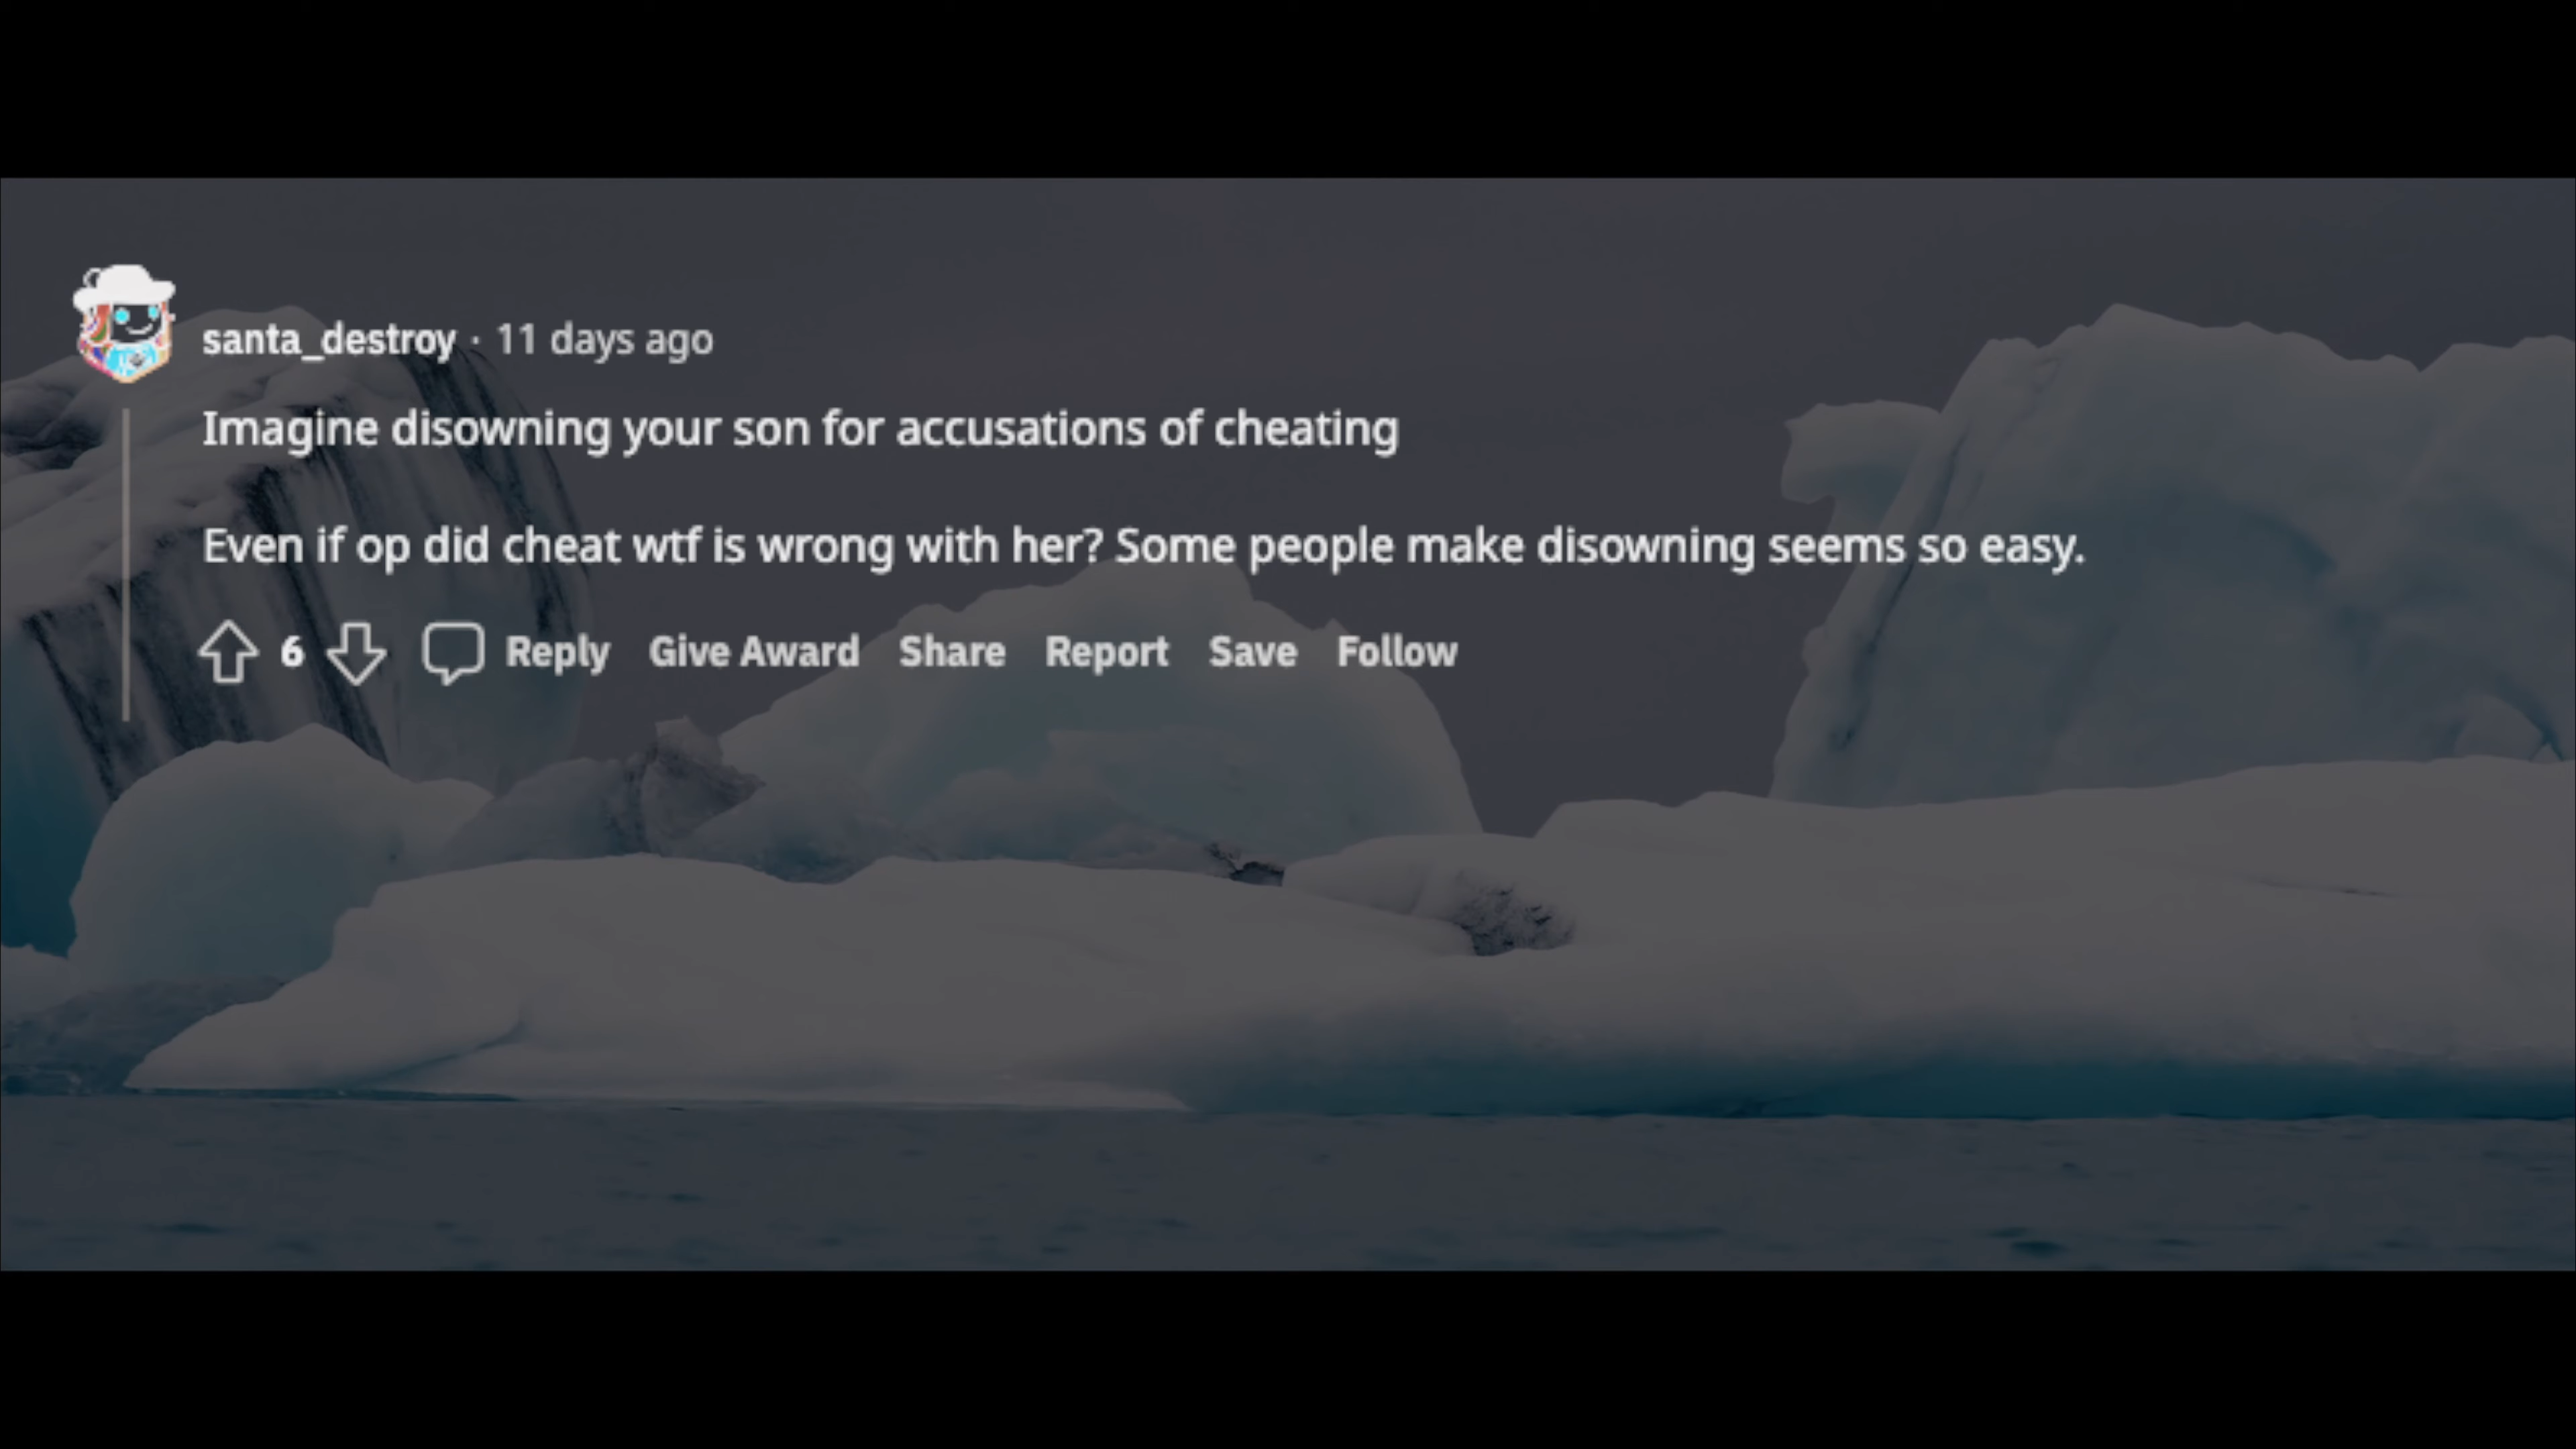 santa_destroy · 11 days ago
Imagine disowning your son for accusations of cheating
Even if op did cheat wtf is wrong with her? Some people make disowning seems so easy.
6 Reply Give Award Share Report Save Follow